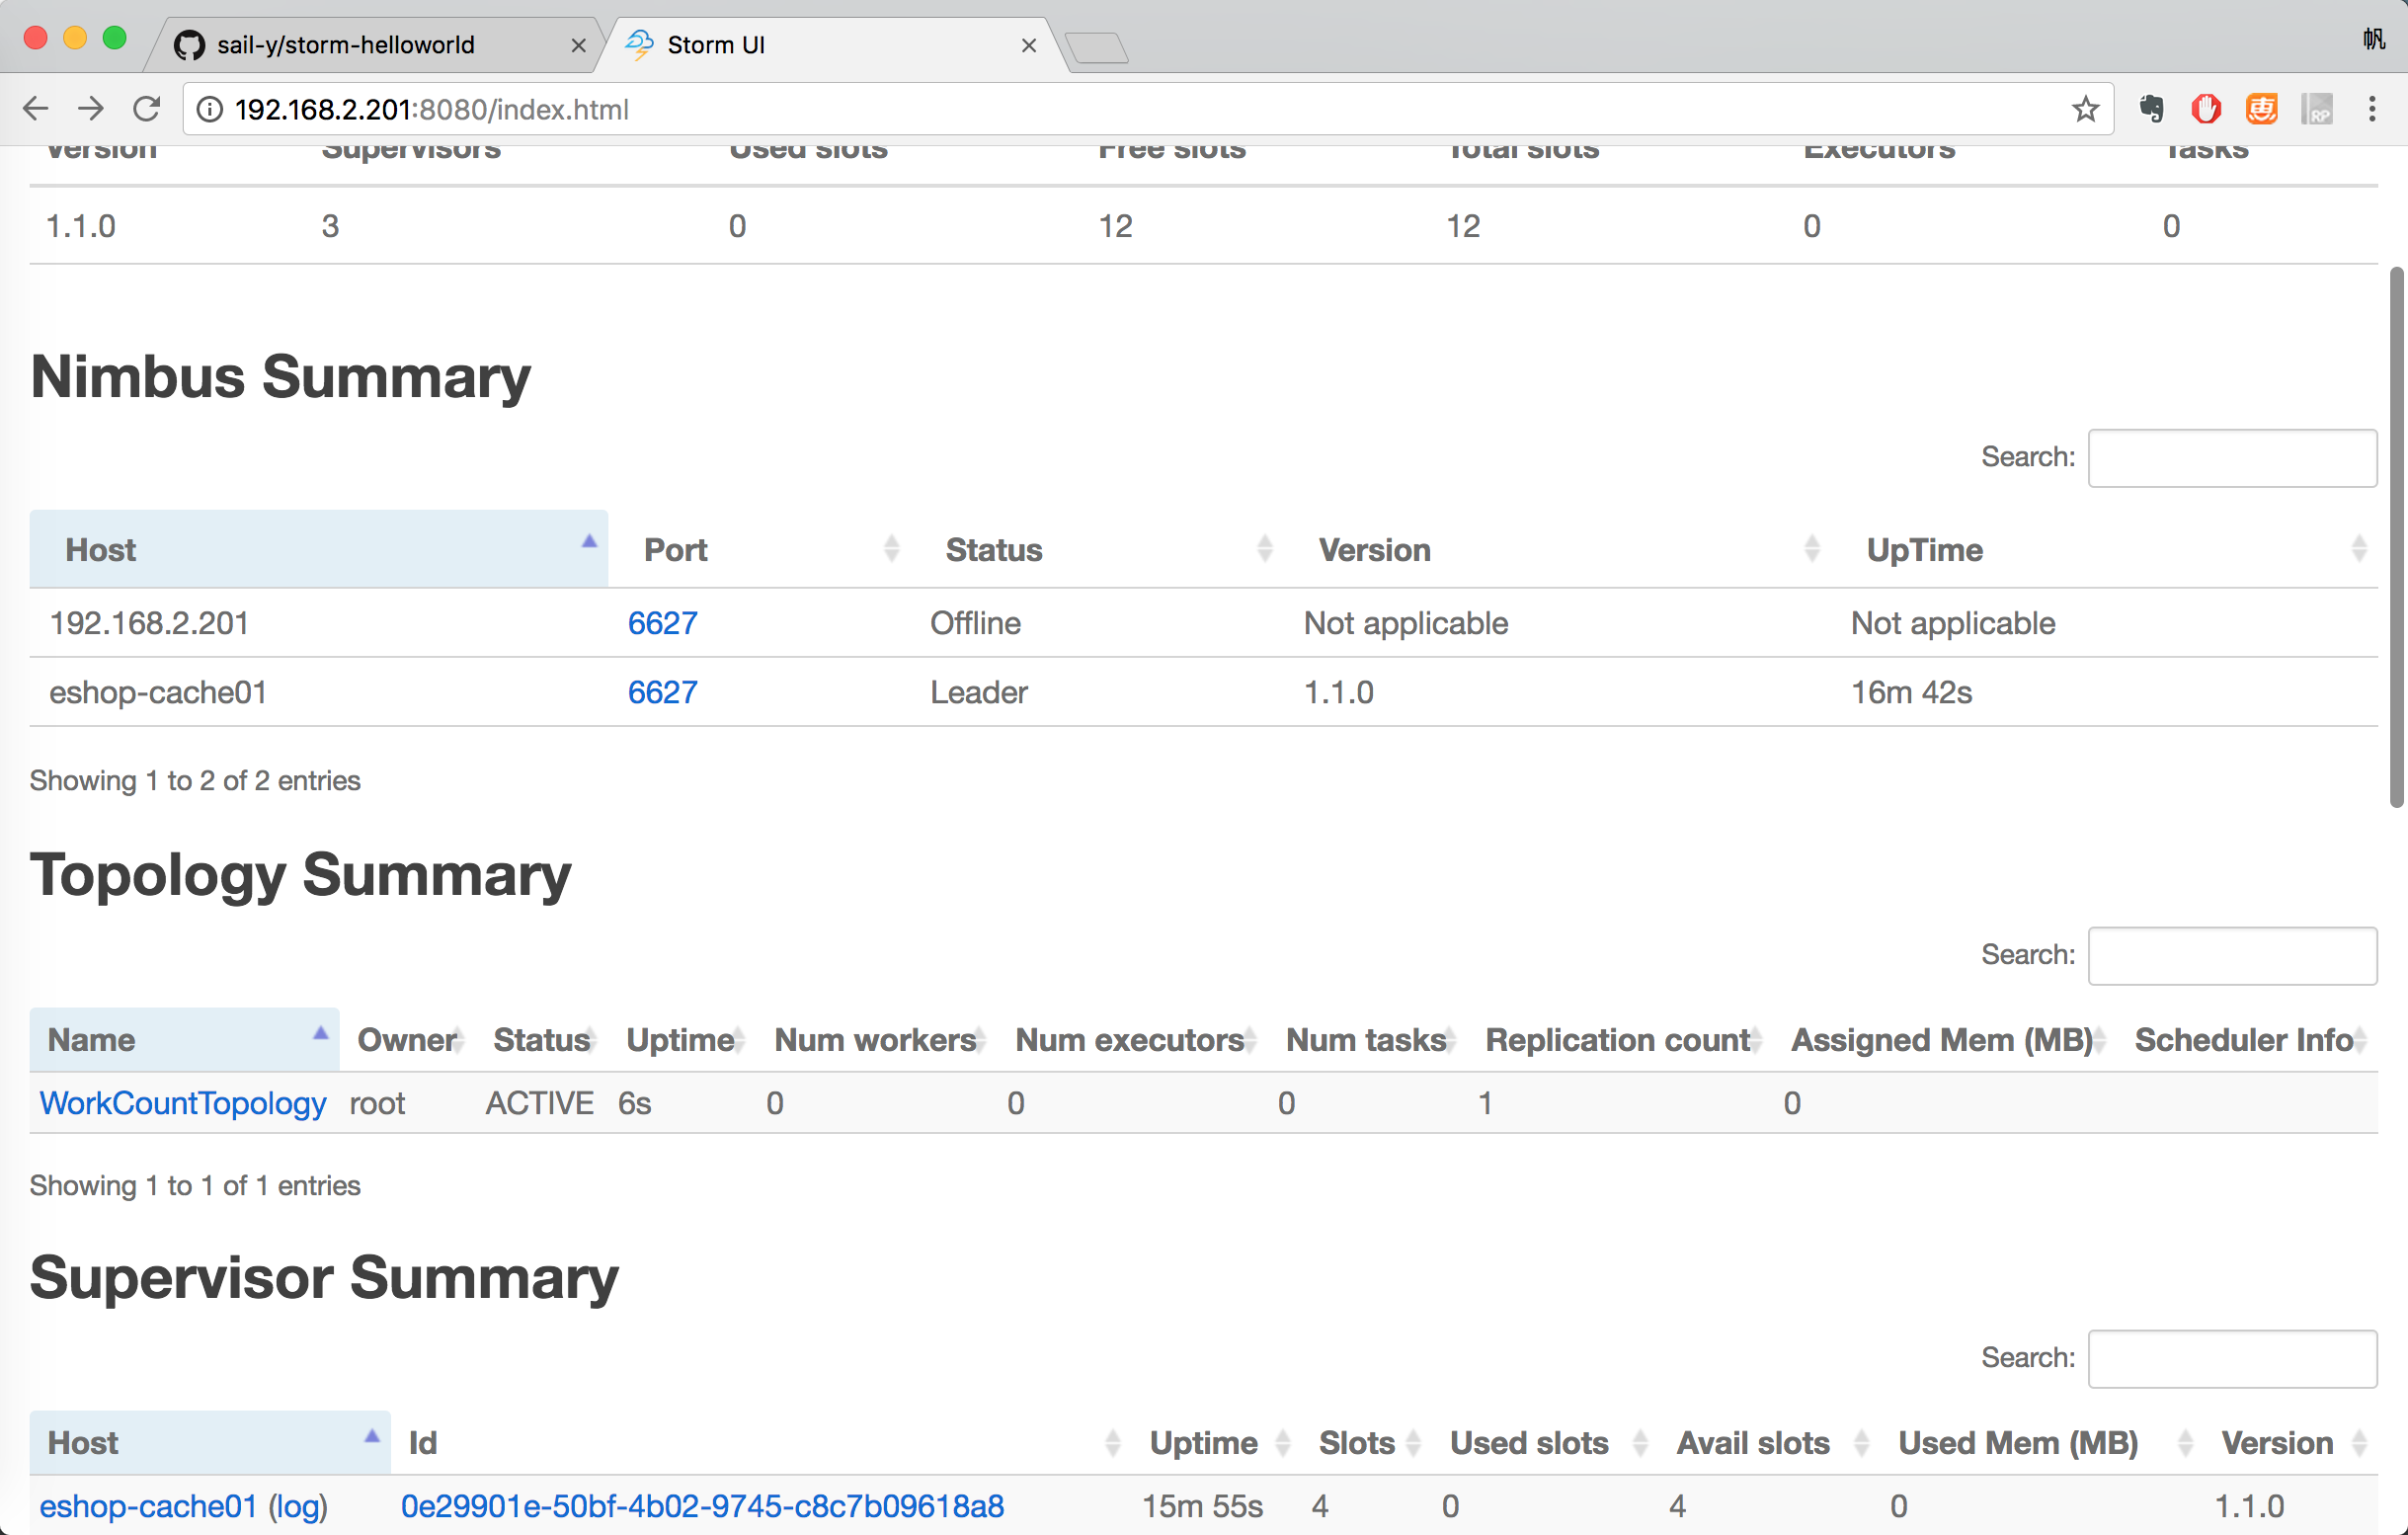 sail-y/storm-helloworld
Storm UI
帆
192.168.2.201:8080/index.html
惠
RP
Version Supervisors Used slots Free slots Total slots Executors Tasks
1.1.0 3 0 12 12 0 0
Nimbus Summary
Search:
Host Port Status Version UpTime
192.168.2.201 6627 Offline Not applicable Not applicable
eshop-cache01 6627 Leader 1.1.0 16m 42s
Showing 1 to 2 of 2 entries
Topology Summary
Search:
Name Owner Status Uptime Num workers Num executors Num tasks Replication count Assigned Mem (MB) Scheduler Info
WorkCountTopology root ACTIVE 6s 0 0 0 1 0
Showing 1 to 1 of 1 entries
Supervisor Summary
Search:
Host Id Uptime Slots Used slots Avail slots Used Mem (MB) Version
eshop-cache01 (log) 0e29901e-50bf-4b02-9745-c8c7b09618a8 15m 55s 4 0 4 0 1.1.0